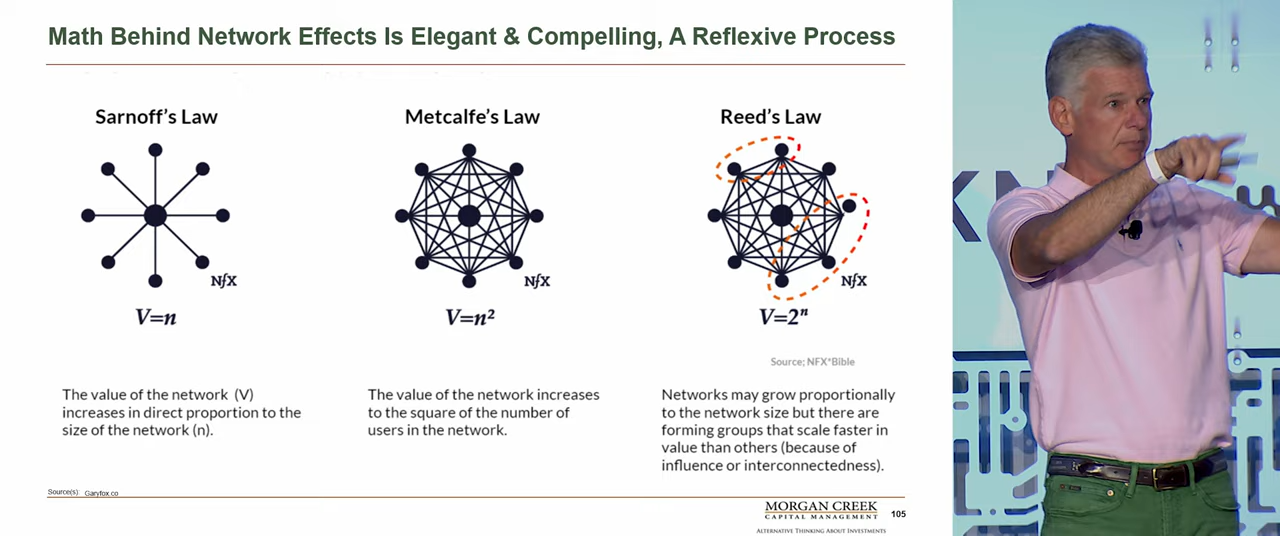 Math Behind Network Effects Is Elegant & Compelling, A Reflexive Process
Sarnoff's Law
NfX
V=n
The value of the network (V)
increases in direct proportion to the
size of the network (n).
Metcalfe's Law
NfX
V=n²
The value of the network increases
to the square of the number of
users in the network.
Reed's Law
NfX
V=2ⁿ
Source; NFX*Bible
Networks may grow proportionally
to the network size but there are
forming groups that scale faster in
value than others (because of
influence or interconnectedness).
Source(s): Garyfox.co
MORGAN CREEK
CAPITAL MANAGEMENT
ALTERNATIVE THINKING ABOUT INVESTMENTS
105